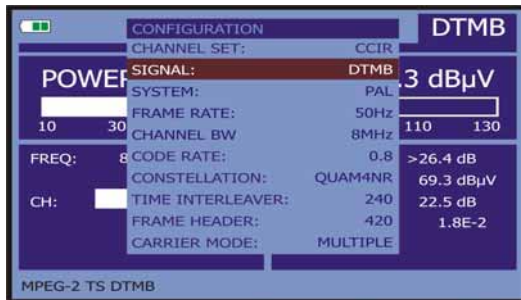 CONFIGURATION
DTMB
CHANNEL SET: CCIR
SIGNAL: DTMB
POWER .3 dBµV
SYSTEM: PAL
FRAME RATE: 50Hz
10 30 CHANNEL BW 8MHz 110 130
FREQ: 8 CODE RATE: 0.8 >26.4 dB
CONSTELLATION: QUAM4NR 69.3 dBµV
CH: TIME INTERLEAVER: 240 22.5 dB
FRAME HEADER: 420 1.8E-2
CARRIER MODE: MULTIPLE
MPEG-2 TS DTMB